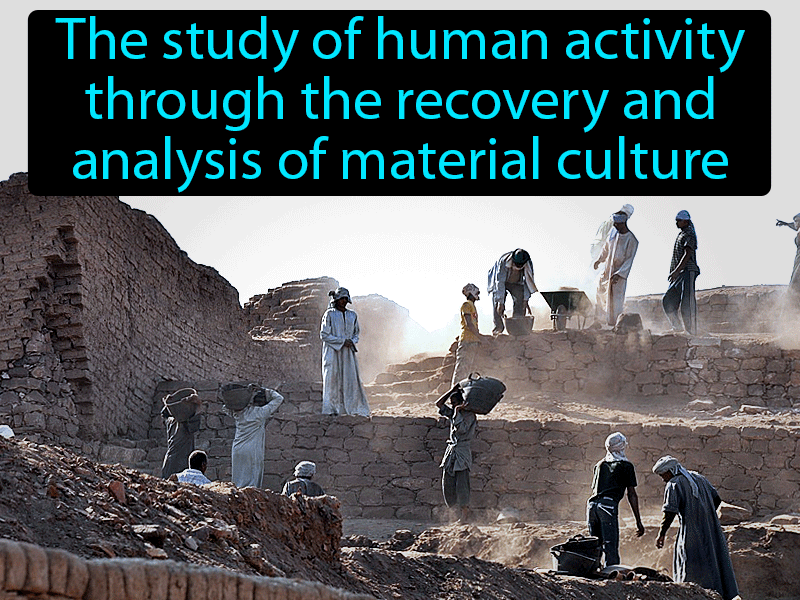 The study of human activity
through the recovery and
analysis of material culture